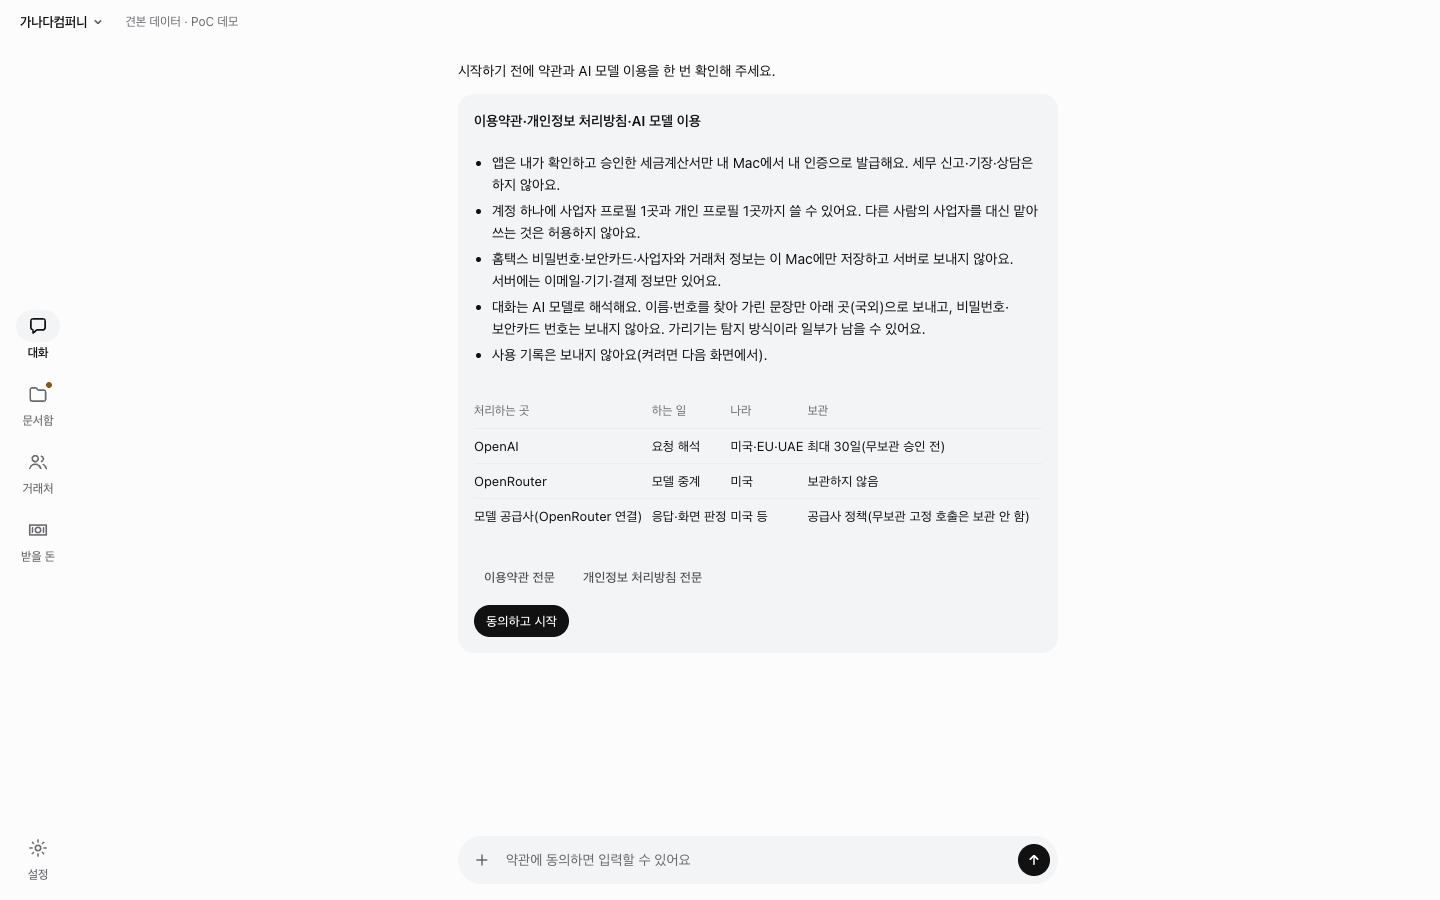 가나다컴퍼니
견본 데이터 · PoC 데모
시작하기 전에 약관과 AI 모델 이용을 한 번 확인해 주세요.
이용약관·개인정보 처리방침·AI 모델 이용
• 앱은 내가 확인하고 승인한 세금계산서만 내 Mac에서 내 인증으로 발급해요. 세무 신고·기장·상담은
하지 않아요.
• 계정 하나에 사업자 프로필 1곳과 개인 프로필 1곳까지 쓸 수 있어요. 다른 사람의 사업자를 대신 맡아
쓰는 것은 허용하지 않아요.
• 홈택스 비밀번호·보안카드·사업자와 거래처 정보는 이 Mac에만 저장하고 서버로 보내지 않아요.
서버에는 이메일·기기·결제 정보만 있어요.
• 대화는 AI 모델로 해석해요. 이름·번호를 찾아 가린 문장만 아래 곳(국외)으로 보내고, 비밀번호·
보안카드 번호는 보내지 않아요. 가리기는 탐지 방식이라 일부가 남을 수 있어요.
• 사용 기록은 보내지 않아요(켜려면 다음 화면에서).
처리하는 곳 하는 일 나라 보관
OpenAI 요청 해석 미국·EU·UAE 최대 30일(무보관 승인 전)
OpenRouter 모델 중계 미국 보관하지 않음
모델 공급사(OpenRouter 연결) 응답·화면 판정 미국 등 공급사 정책(무보관 고정 호출은 보관 안 함)
이용약관 전문 개인정보 처리방침 전문
동의하고 시작
대화
문서함
거래처
받을 돈
설정
약관에 동의하면 입력할 수 있어요